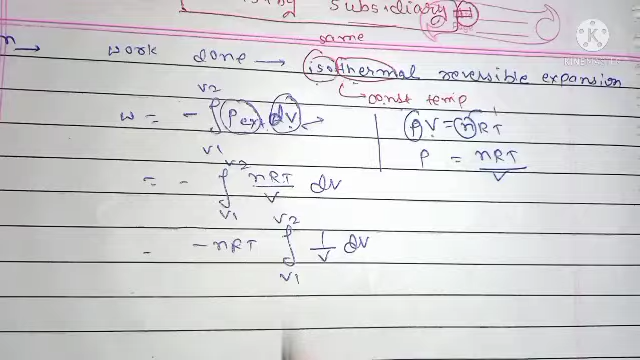 subsidiary
same
work done → isothermal reversible expansion
→ const temp
w = - ∫ V1 V2 Pext dV
PV = nRT
P = nRT/V
= - ∫ V1 V2 nRT/V dV
- nRT ∫ V1 V2 1/V dV
KINEMASTER